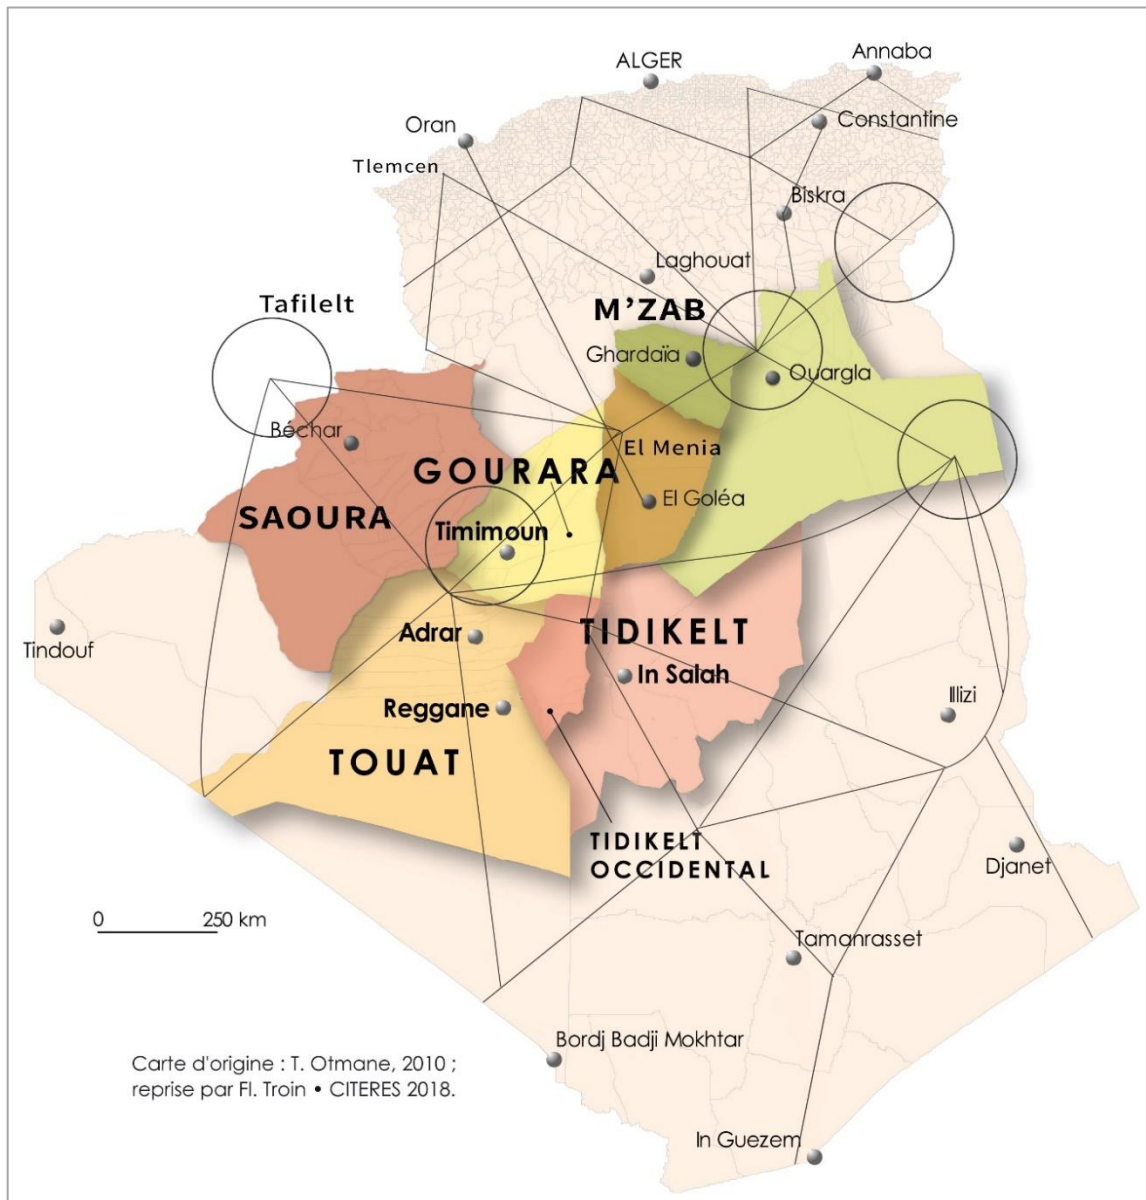 Annaba
ALGER
Constantine
Oran
Tlemcen
Biskra
Laghouat
Tafilelt
M'ZAB
Ghardaïa
Ouargla
Béchar
El Menia
GOURARA
El Goléa
SAOURA
Timimoun
Adrar
TIDIKELT
Tindouf
In Salah
Illizi
Reggane
TOUAT
TIDIKELT
OCCIDENTAL
Djanet
0 250 km
Tamanrasset
Bordj Badji Mokhtar
Carte d'origine : T. Otmane, 2010 ;
reprise par Fl. Troin • CITERES 2018.
In Guezem